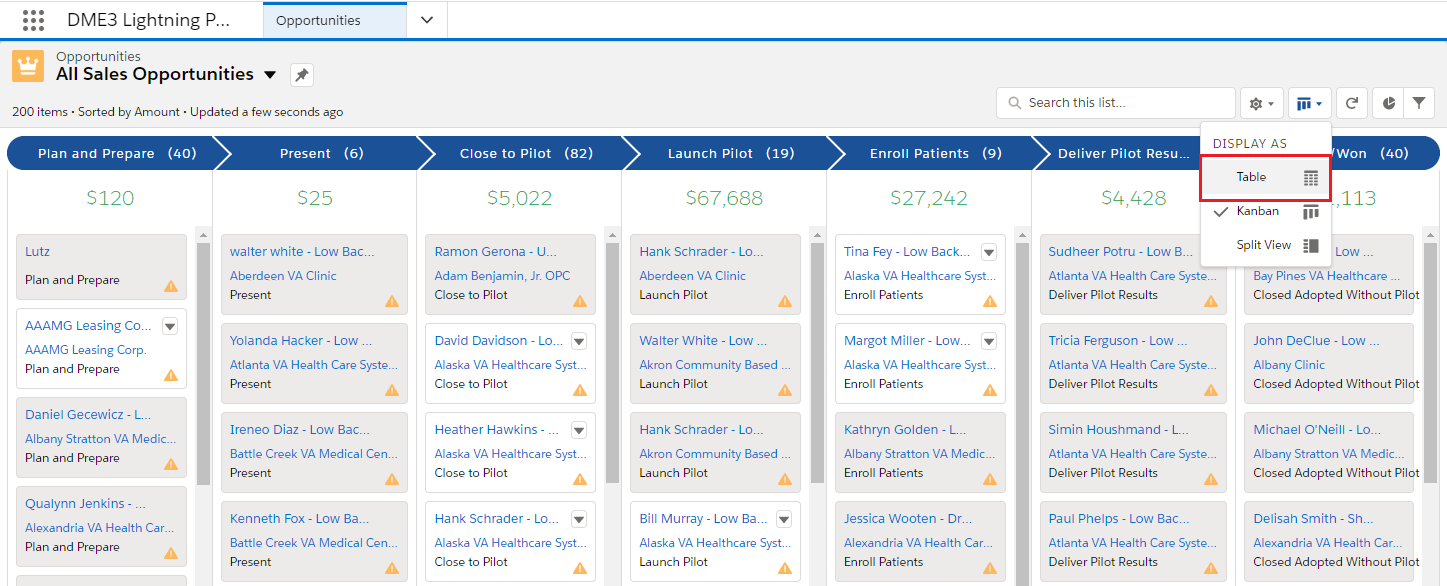 DME3 Lightning P...
Opportunities
Opportunities
All Sales Opportunities
200 items • Sorted by Amount • Updated a few seconds ago
Search this list...
DISPLAY AS
Table
Kanban
Split View
Plan and Prepare (40)
$120
Lutz
Plan and Prepare
AAAMG Leasing Co...
AAAMG Leasing Corp.
Plan and Prepare
Daniel Gecewicz - L...
Albany Stratton VA Medic...
Plan and Prepare
Qualynn Jenkins - ...
Alexandria VA Health Car...
Plan and Prepare
Present (6)
$25
walter white - Low Bac...
Aberdeen VA Clinic
Present
Yolanda Hacker - Low ...
Atlanta VA Health Care Syste...
Present
Ireneo Diaz - Low Bac...
Battle Creek VA Medical Cen...
Present
Kenneth Fox - Low Ba...
Battle Creek VA Medical Cen...
Present
Close to Pilot (82)
$5,022
Ramon Gerona - U...
Adam Benjamin, Jr. OPC
Close to Pilot
David Davidson - Lo...
Alaska VA Healthcare Syst...
Close to Pilot
Heather Hawkins - ...
Alaska VA Healthcare Syst...
Close to Pilot
Hank Schrader - Lo...
Alaska VA Healthcare Syst...
Close to Pilot
Launch Pilot (19)
$67,688
Hank Schrader - Lo...
Aberdeen VA Clinic
Launch Pilot
Walter White - Low ...
Akron Community Based ...
Launch Pilot
Hank Schrader - Lo...
Akron Community Based ...
Launch Pilot
Bill Murray - Low Ba...
Alaska VA Healthcare Syst...
Launch Pilot
Enroll Patients (9)
$27,242
Tina Fey - Low Back...
Alaska VA Healthcare Syst...
Enroll Patients
Margot Miller - Low...
Alaska VA Healthcare Syst...
Enroll Patients
Kathryn Golden - L...
Albany Stratton VA Medic...
Enroll Patients
Jessica Wooten - Dr...
Alexandria VA Health Car...
Enroll Patients
Deliver Pilot Resu...
$4,428
Sudheer Potru - Low B...
Atlanta VA Health Care Syste...
Deliver Pilot Results
Tricia Ferguson - Low ...
Atlanta VA Health Care Syste...
Deliver Pilot Results
Simin Houshmand - L...
Atlanta VA Health Care Syste...
Deliver Pilot Results
Paul Phelps - Low Bac...
Atlanta VA Health Care Syste...
Deliver Pilot Results
/Won (40)
,113
Low ...
Bay Pines VA Healthcare ...
Closed Adopted Without Pilot
John DeClue - Low ...
Albany Clinic
Closed Adopted Without Pilot
Michael O'Neill - Lo...
Albany Stratton VA Medic...
Closed Adopted Without Pilot
Delisah Smith - Sh...
Alexandria VA Health Car...
Closed Adopted Without Pilot